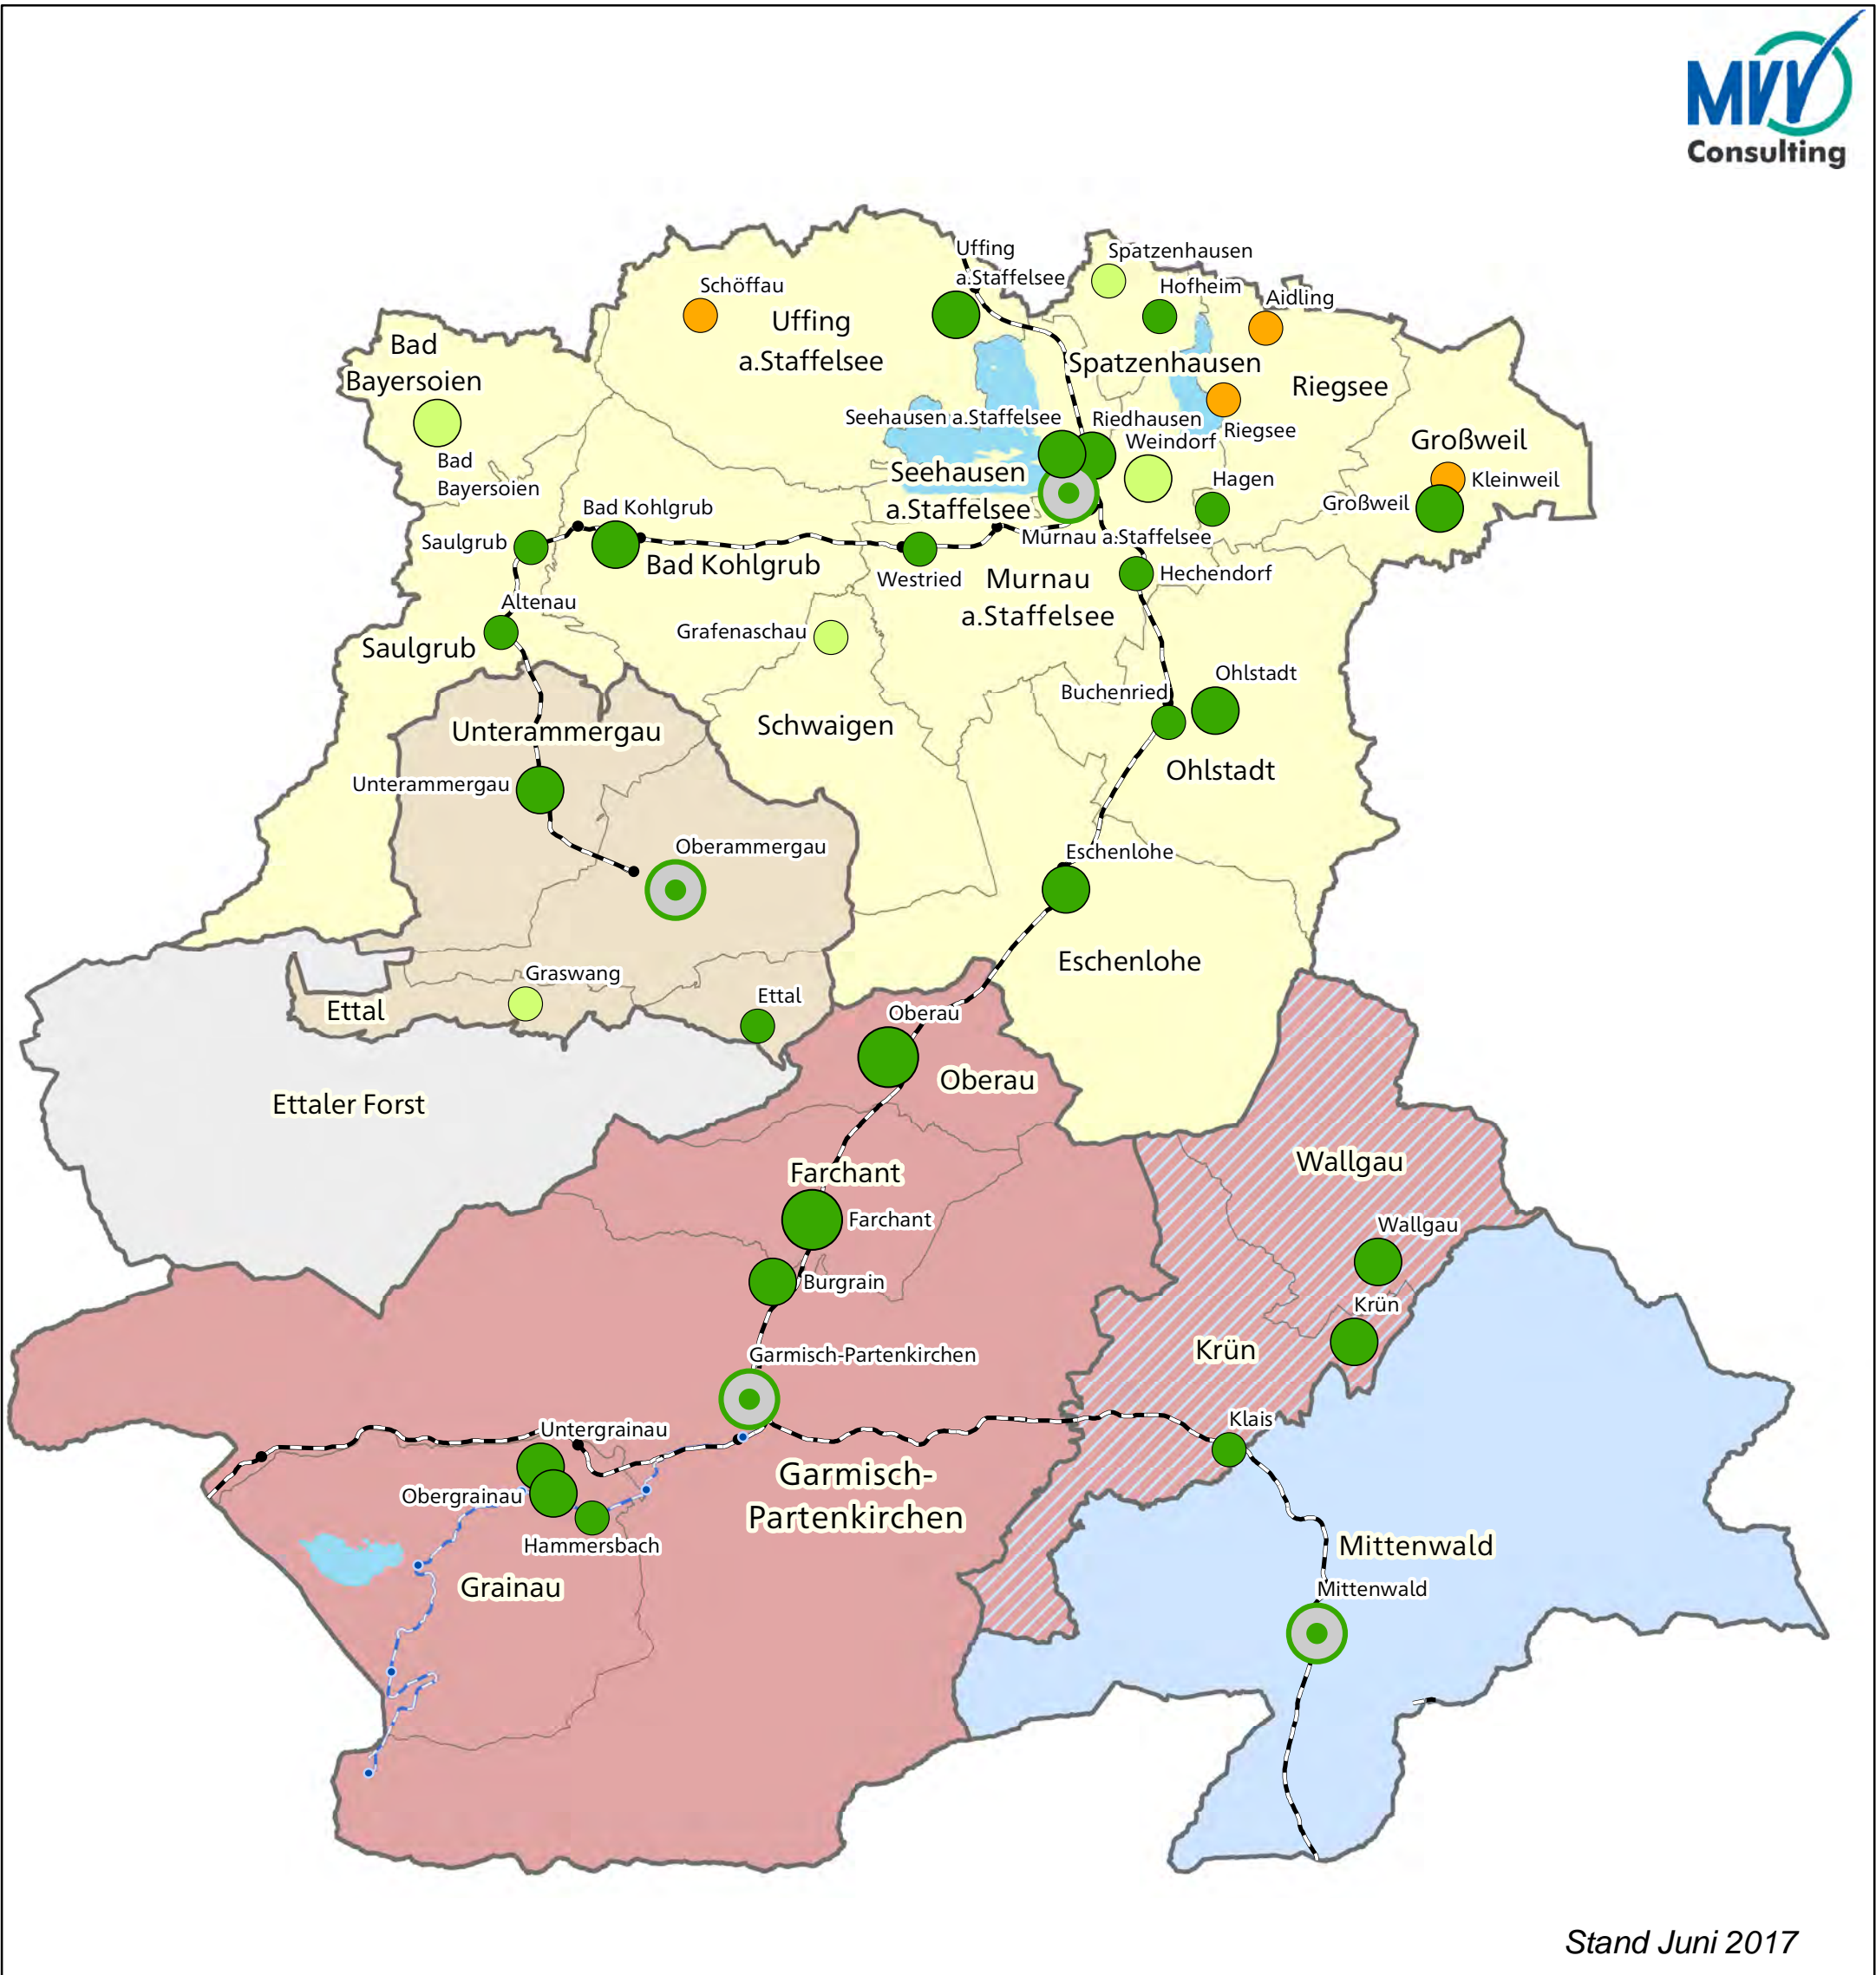 MVV
Consulting
Uffing
a.Staffelsee
Spatzenhausen
Hofheim
Aidling
Schöffau
Uffing
a.Staffelsee
Bad
Bayersoien
Spatzenhausen
Riegsee
Seehausen a.Staffelsee
Riedhausen
Weindorf
Riegsee
Großweil
Bad
Bayersoien
Seehausen
a.Staffelsee
Hagen
Kleinweil
Großweil
Bad Kohlgrub
Saulgrub
Murnau a.Staffelsee
Bad Kohlgrub
Westried
Murnau
a.Staffelsee
Hechendorf
Altenau
Grafenaschau
Saulgrub
Ohlstadt
Buchenried
Schwaigen
Unterammergau
Ohlstadt
Unterammergau
Oberammergau
Eschenlohe
Eschenlohe
Graswang
Ettal
Ettal
Oberau
Oberau
Ettaler Forst
Wallgau
Farchant
Farchant
Wallgau
Burgrain
Krün
Krün
Garmisch-Partenkirchen
Klais
Untergrainau
Garmisch-
Partenkirchen
Obergrainau
Hammersbach
Mittenwald
Grainau
Mittenwald
Stand Juni 2017